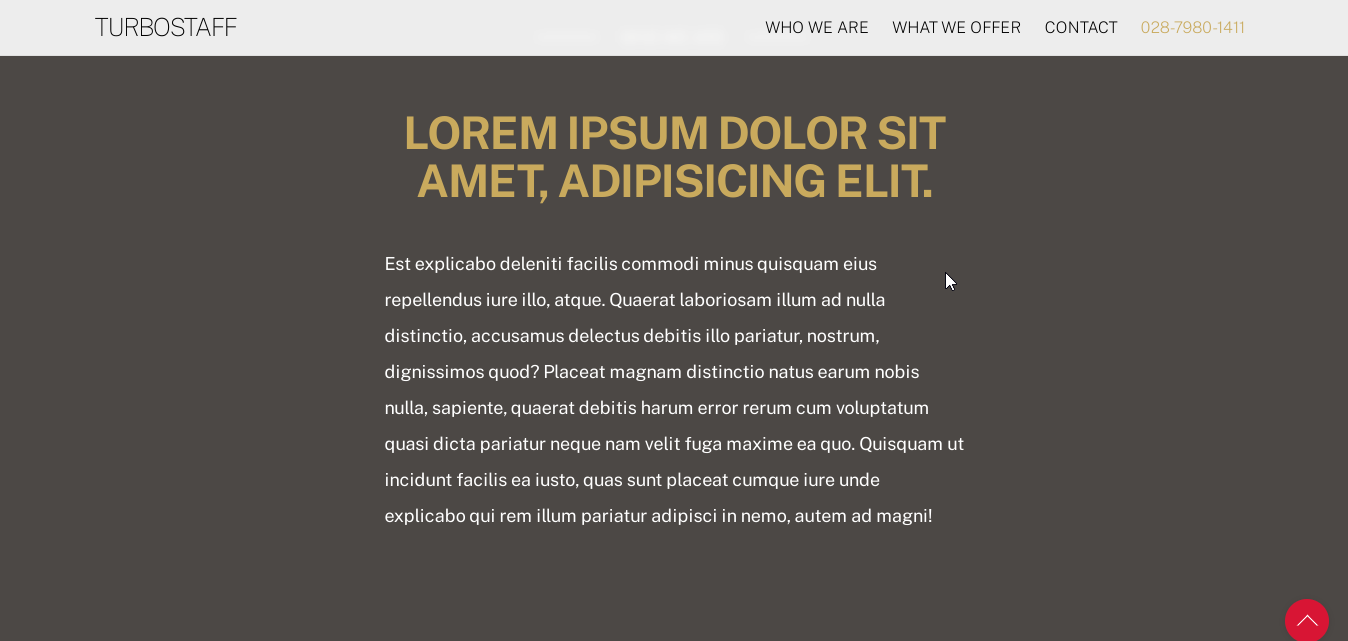 TURBOSTAFF
WHO WE ARE WHAT WE OFFER CONTACT 028-7980-1411
LOREM IPSUM DOLOR SIT
AMET, ADIPISICING ELIT.
Est explicabo deleniti facilis commodi minus quisquam eius
repellendus iure illo, atque. Quaerat laboriosam illum ad nulla
distinctio, accusamus delectus debitis illo pariatur, nostrum,
dignissimos quod? Placeat magnam distinctio natus earum nobis
nulla, sapiente, quaerat debitis harum error rerum cum voluptatum
quasi dicta pariatur neque nam velit fuga maxime ea quo. Quisquam ut
incidunt facilis ea iusto, quas sunt placeat cumque iure unde
explicabo qui rem illum pariatur adipisci in nemo, autem ad magni!